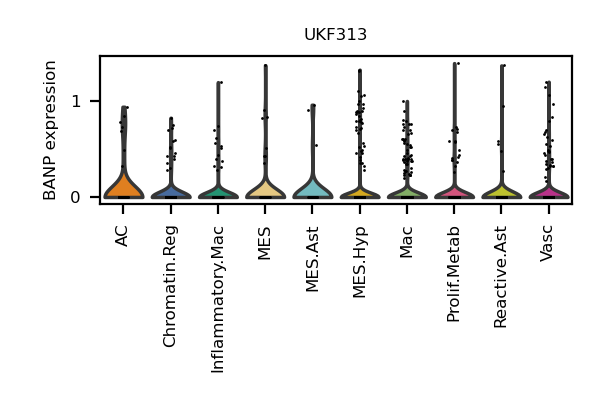 UKF313
BANP expression
1
0
AC
Chromatin.Reg
Inflammatory.Mac
MES
MES.Ast
MES.Hyp
Mac
Prolif.Metab
Reactive.Ast
Vasc